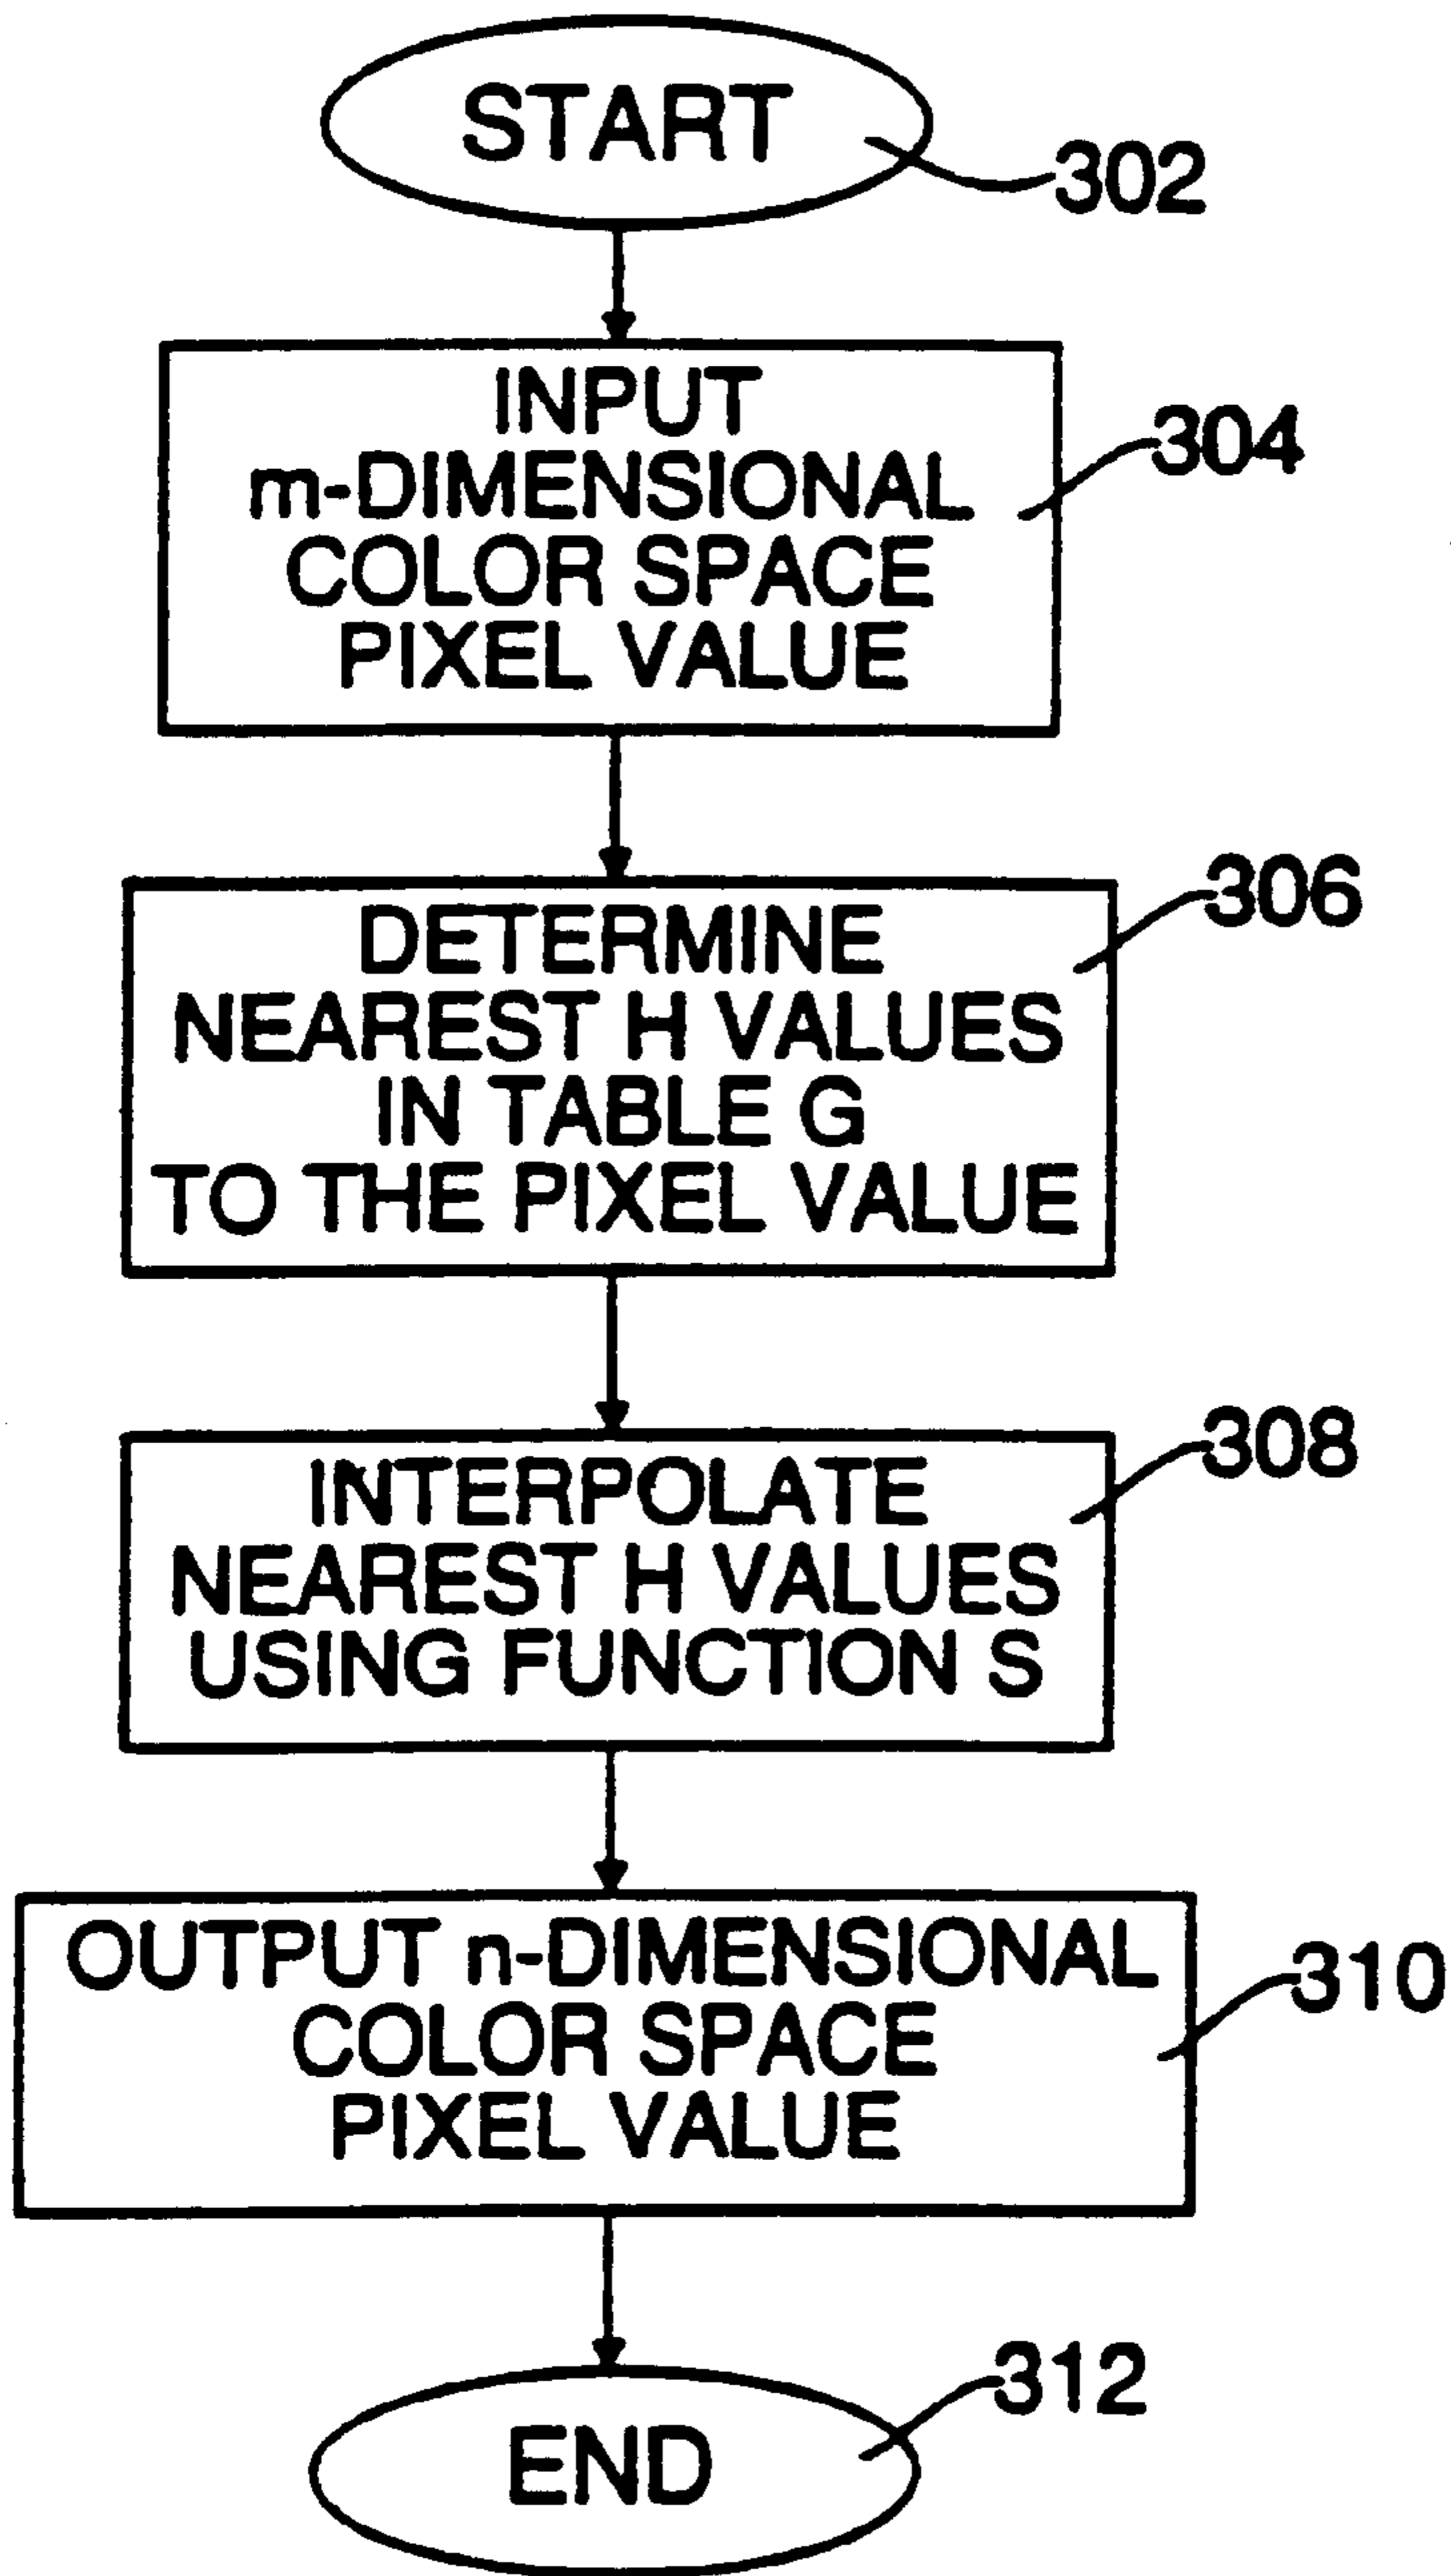 START
302
INPUT
m-DIMENSIONAL
COLOR SPACE
PIXEL VALUE
304
DETERMINE
NEAREST H VALUES
IN TABLE G
TO THE PIXEL VALUE
306
INTERPOLATE
NEAREST H VALUES
USING FUNCTION S
308
OUTPUT n-DIMENSIONAL
COLOR SPACE
PIXEL VALUE
310
END
312